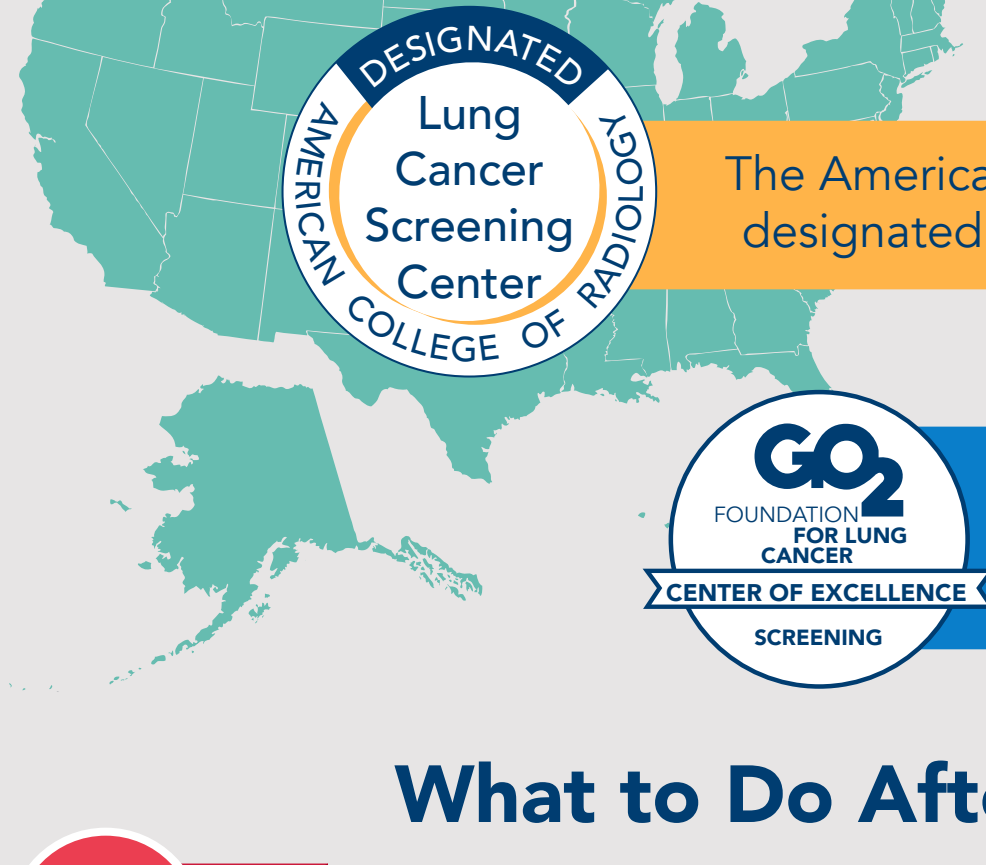 DESIGNATED
AMERICAN COLLEGE OF RADIOLOGY
Lung
Cancer
Screening
Center
The America
designated
GO2
FOUNDATION
FOR LUNG
CANCER
CENTER OF EXCELLENCE
SCREENING
What to Do Afte